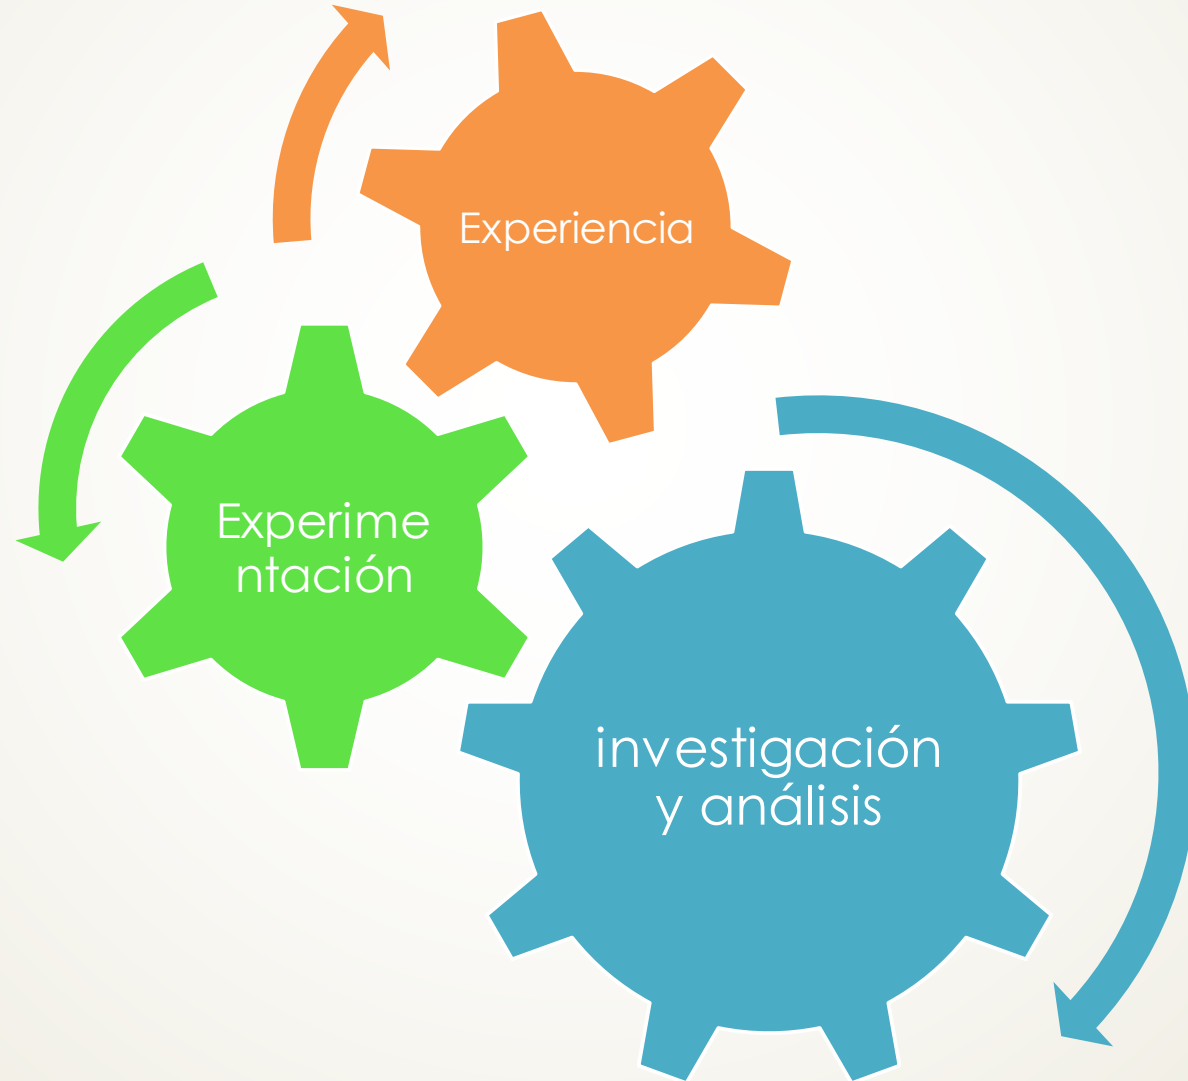 Experiencia
Experime
ntación
investigación
y análisis